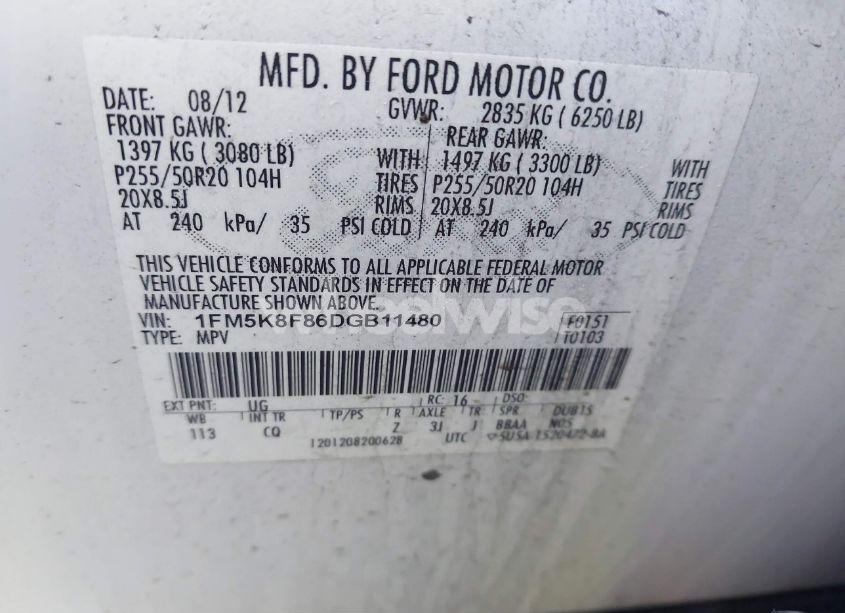 MFD. BY FORD MOTOR CO.
DATE: 08/12 GVWR: 2835 KG ( 6250 LB)
FRONT GAWR: REAR GAWR:
1397 KG ( 3080 LB) WITH 1497 KG ( 3300 LB) WITH
P255/50R20 104H TIRES P255/50R20 104H TIRES
20X8.5J RIMS 20X8.5J RIMS
AT 240 kPa/ 35 PSI COLD AT 240 kPa/ 35 PSI COLD
THIS VEHICLE CONFORMS TO ALL APPLICABLE FEDERAL MOTOR
VEHICLE SAFETY STANDARDS IN EFFECT ON THE DATE OF
MANUFACTURE SHOWN ABOVE.
VIN: 1FM5K8F86DGB11480 F0151
TYPE: MPV T0103
EXT PNT: UG RC: 16 DSO:
WB INT TR TP/PS R AXLE TR SPR DUB15
113 CQ Z 3J J BBAA NOS
1201208200628 UTC